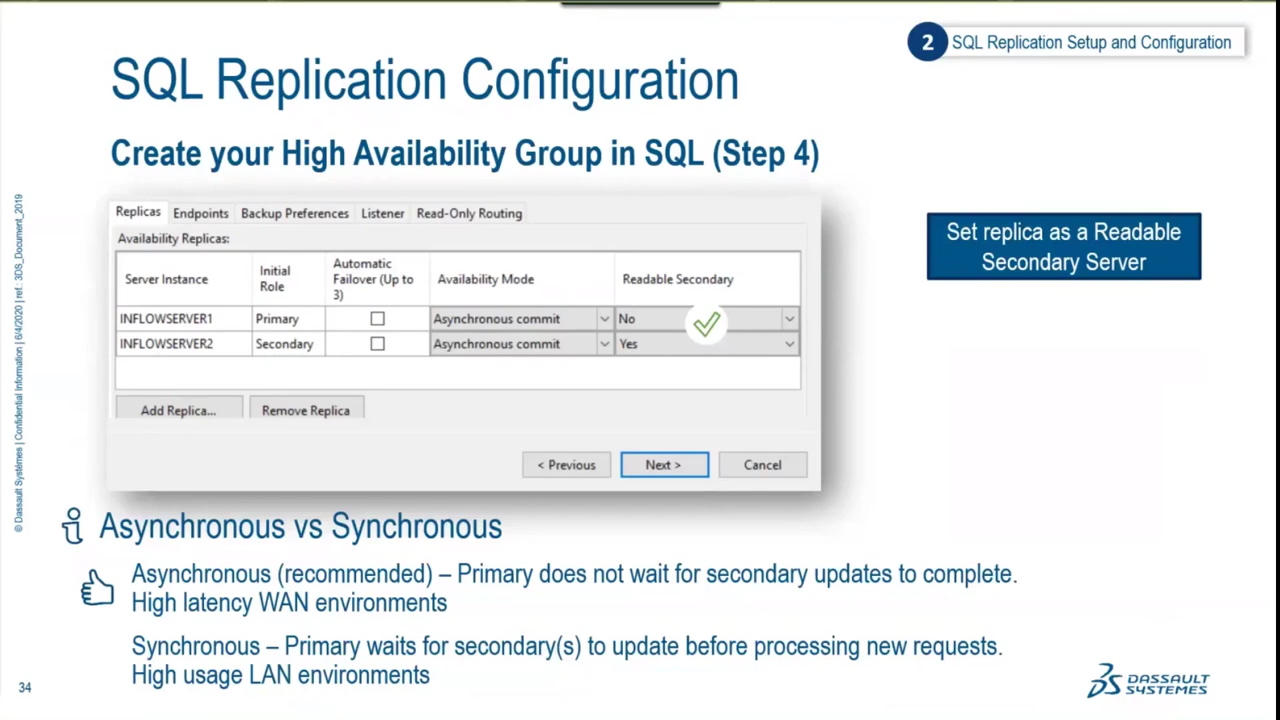 2 SQL Replication Setup and Configuration
SQL Replication Configuration
Create your High Availability Group in SQL (Step 4)
Replicas Endpoints Backup Preferences Listener Read-Only Routing
Availability Replicas:
Server Instance Initial Role Automatic Failover (Up to 3) Availability Mode Readable Secondary
INFLOWSERVER1 Primary Asynchronous commit No
INFLOWSERVER2 Secondary Asynchronous commit Yes
Add Replica... Remove Replica
< Previous Next > Cancel
Set replica as a Readable
Secondary Server
Asynchronous vs Synchronous
Asynchronous (recommended) – Primary does not wait for secondary updates to complete.
High latency WAN environments
Synchronous – Primary waits for secondary(s) to update before processing new requests.
High usage LAN environments
34
© Dassault Systèmes | Confidential Information | 6/4/2020 | ref.: 3DS_Document_2019
DASSAULT
SYSTEMES